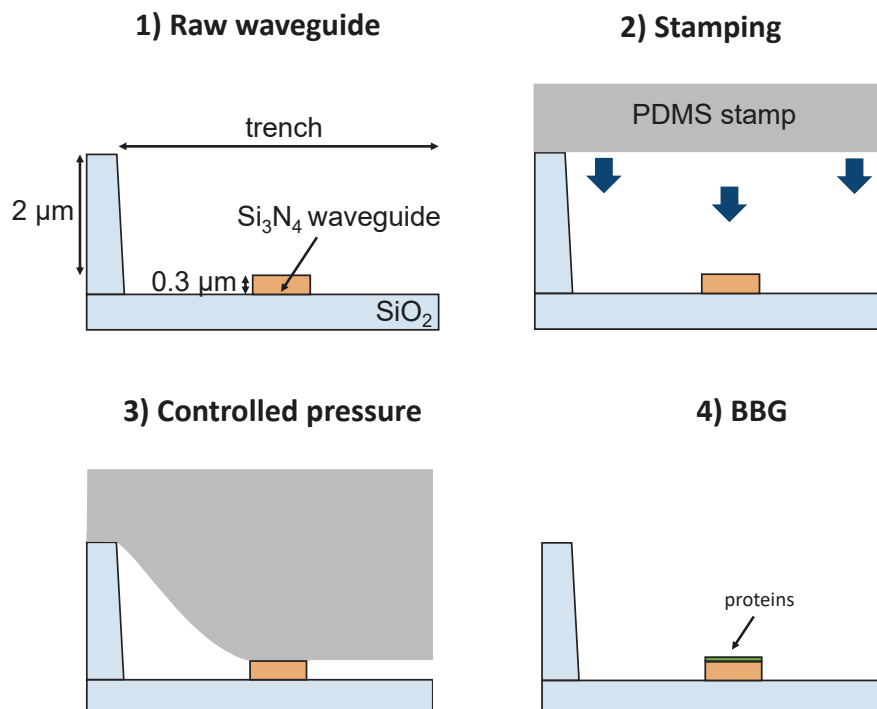 1) Raw waveguide
2) Stamping
trench
2 µm
Si₃N₄ waveguide
0.3 µm
SiO₂
PDMS stamp
3) Controlled pressure
4) BBG
proteins